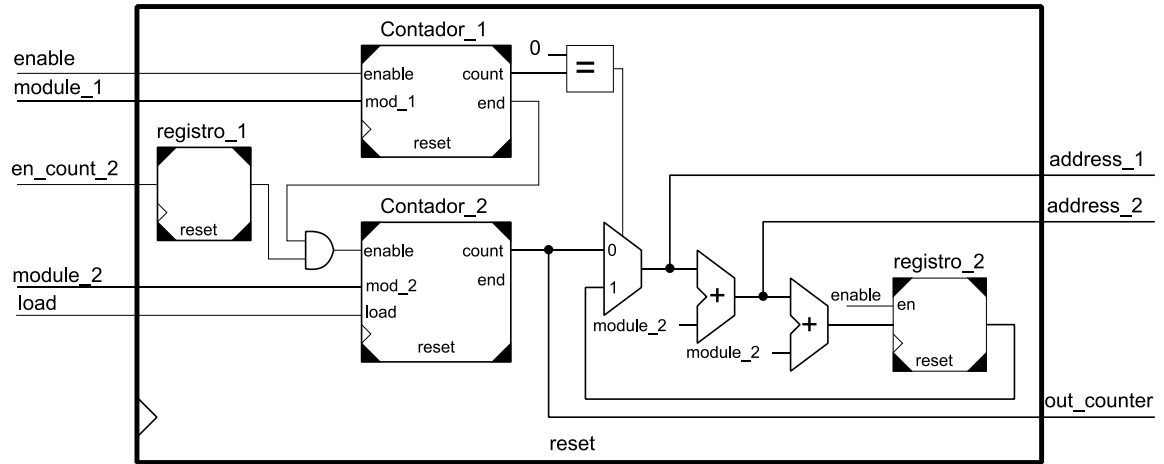 Contador_1
enable
module_1
enable
mod_1
count
end
reset
0
=
registro_1
en_count_2
reset
Contador_2
enable
mod_2
load
count
end
reset
module_2
load
0
1
address_1
address_2
+
module_2
+
module_2
registro_2
enable
en
reset
out_counter
reset